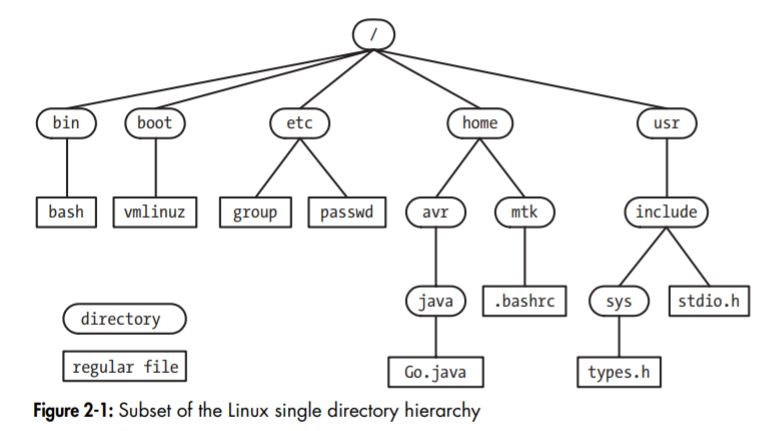 /
bin boot etc home usr
bash vmlinuz group passwd avr mtk include
java .bashrc sys stdio.h
directory
regular file
Go.java types.h
Figure 2-1: Subset of the Linux single directory hierarchy